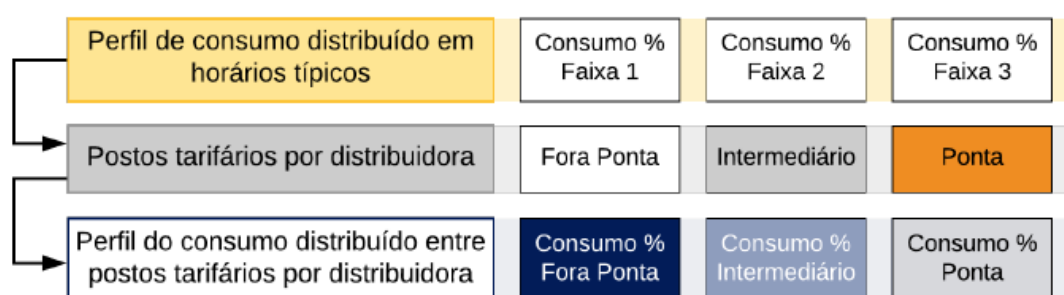 Perfil de consumo distribuído em
horários típicos
Consumo %
Faixa 1
Consumo %
Faixa 2
Consumo %
Faixa 3
Postos tarifários por distribuidora
Fora Ponta
Intermediário
Ponta
Perfil do consumo distribuído entre
postos tarifários por distribuidora
Consumo %
Fora Ponta
Consumo %
Intermediário
Consumo %
Ponta